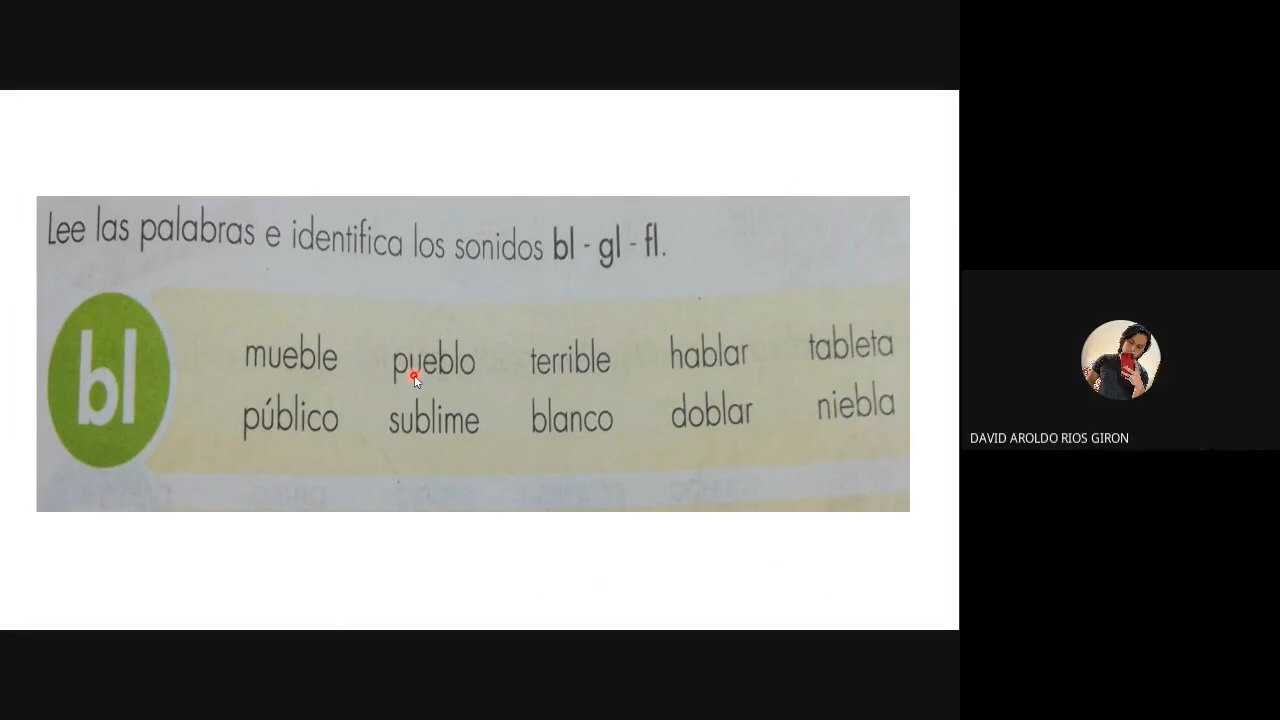 Lee las palabras e identifica los sonidos bl - gl - fl.
bl
mueble pueblo terrible hablar tableta
público sublime blanco doblar niebla
DAVID AROLDO RIOS GIRON